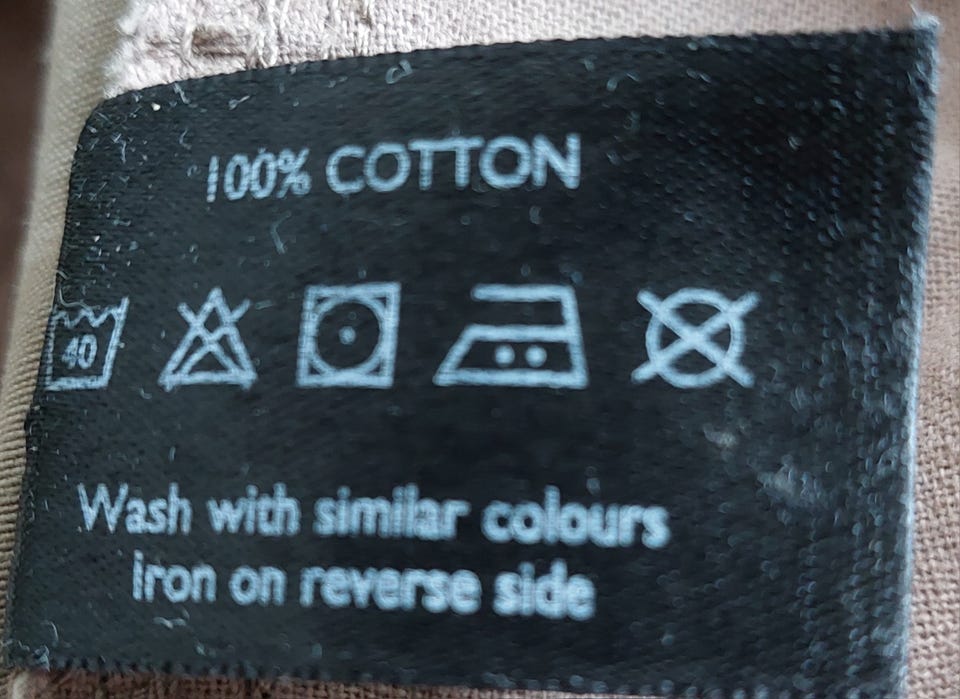 100% COTTON
40
Wash with similar colours
Iron on reverse side